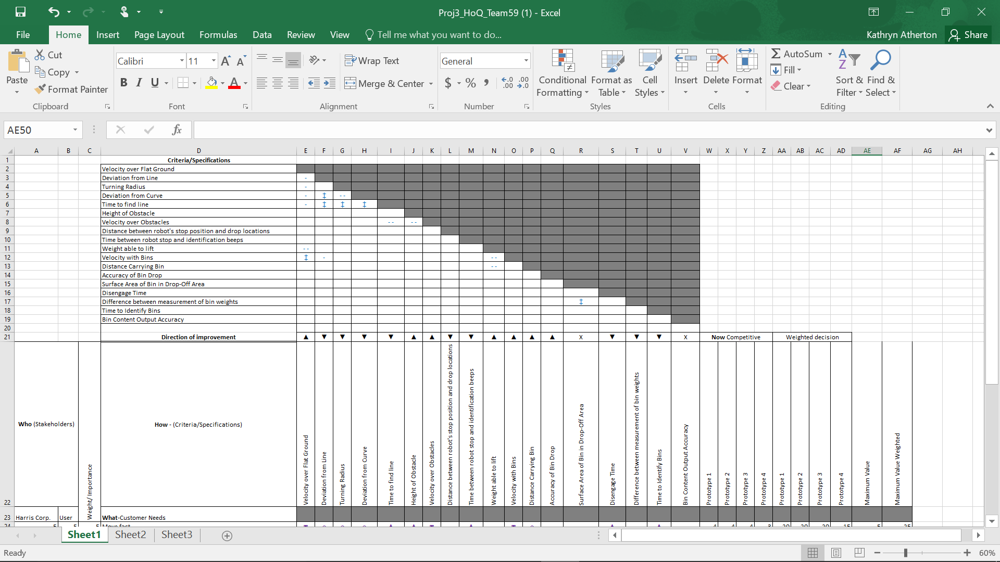 Proj3_HoQ_Team59 (1) - Excel
File Home Insert Page Layout Formulas Data Review View Tell me what you want to do... Kathryn Atherton Share
Paste Cut Copy Format Painter Clipboard
Calibri 11 A A B I U A Font
Wrap Text Merge & Center Alignment
General $ % , .0 .00 Number
Conditional Formatting Format as Table Cell Styles Styles
Insert Delete Format Cells
AutoSum Fill Clear Sort & Filter Find & Select Editing
AE50 fx
A B C D E F G H I J K L M N O P Q R S T U V W X Y Z AA AB AC AD AE AF AG AH
1 Criteria/Specifications
2 Velocity over Flat Ground
3 Deviation from Line -
4 Turning Radius -
5 Deviation from Curve - ‡ - -
6 Time to find line - ‡ ‡ ‡
7 Height of Obstacle
8 Velocity over Obstacles - - - -
9 Distance between robot's stop position and drop locations
10 Time between robot stop and identification beeps
11 Weight able to lift - -
12 Velocity with Bins ‡ - - -
13 Distance Carrying Bin - -
14 Accuracy of Bin Drop
15 Surface Area of Bin in Drop-Off Area
16 Disengage Time
17 Difference between measurement of bin weights ‡
18 Time to Identify Bins
19 Bin Content Output Accuracy
20
21 Direction of improvement ▲ ▼ ▼ ▼ ▼ ▲ ▲ ▼ ▼ ▲ ▲ ▲ ▲ X ▼ ▼ ▼ X Now Competitive Weighted decision
22 Who (Stakeholders)
Weight/ Importance
How - (Criteria/Specifications)
Velocity over Flat Ground
Deviation from Line
Turning Radius
Deviation from Curve
Time to find line
Height of Obstacle
Velocity over Obstacles
Distance between robot's stop position and drop locations
Time between robot stop and identification beeps
Weight able to lift
Velocity with Bins
Distance Carrying Bin
Accuracy of Bin Drop
Surface Area of Bin in Drop-Off Area
Disengage Time
Difference between measurement of bin weights
Time to Identify Bins
Bin Content Output Accuracy
Prototype 1
Prototype 2
Prototype 3
Prototype 4
Prototype 1
Prototype 2
Prototype 3
Prototype 4
Maximum Value
Maximum Value Weighted
23 Harris Corp. User What-Customer Needs
24 5 5 5 Move fast 4 4 4 3 20 20 20 15 5 25
Sheet1 Sheet2 Sheet3
Ready 60%